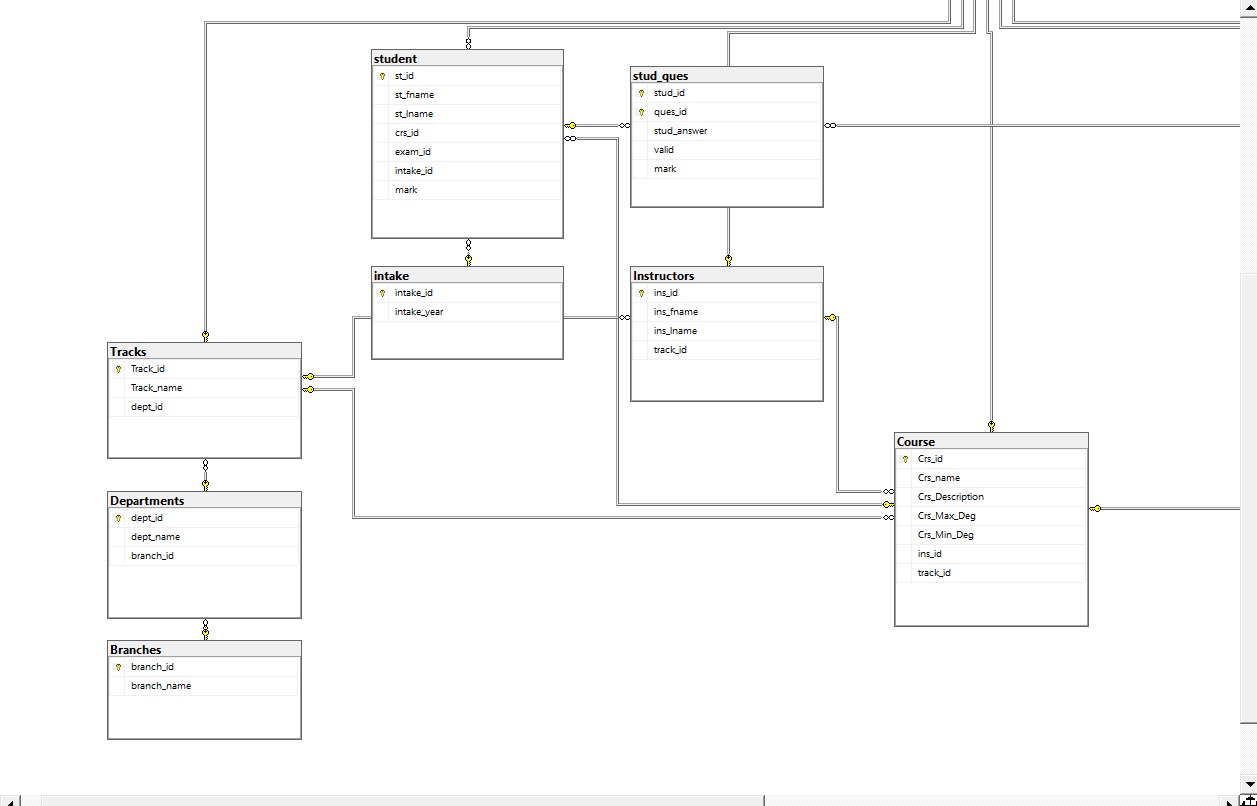 student
st_id
st_fname
st_lname
crs_id
exam_id
intake_id
mark
stud_ques
stud_id
ques_id
stud_answer
valid
mark
intake
intake_id
intake_year
Instructors
ins_id
ins_fname
ins_lname
track_id
Tracks
Track_id
Track_name
dept_id
Course
Crs_id
Crs_name
Crs_Description
Crs_Max_Deg
Crs_Min_Deg
ins_id
track_id
Departments
dept_id
dept_name
branch_id
Branches
branch_id
branch_name